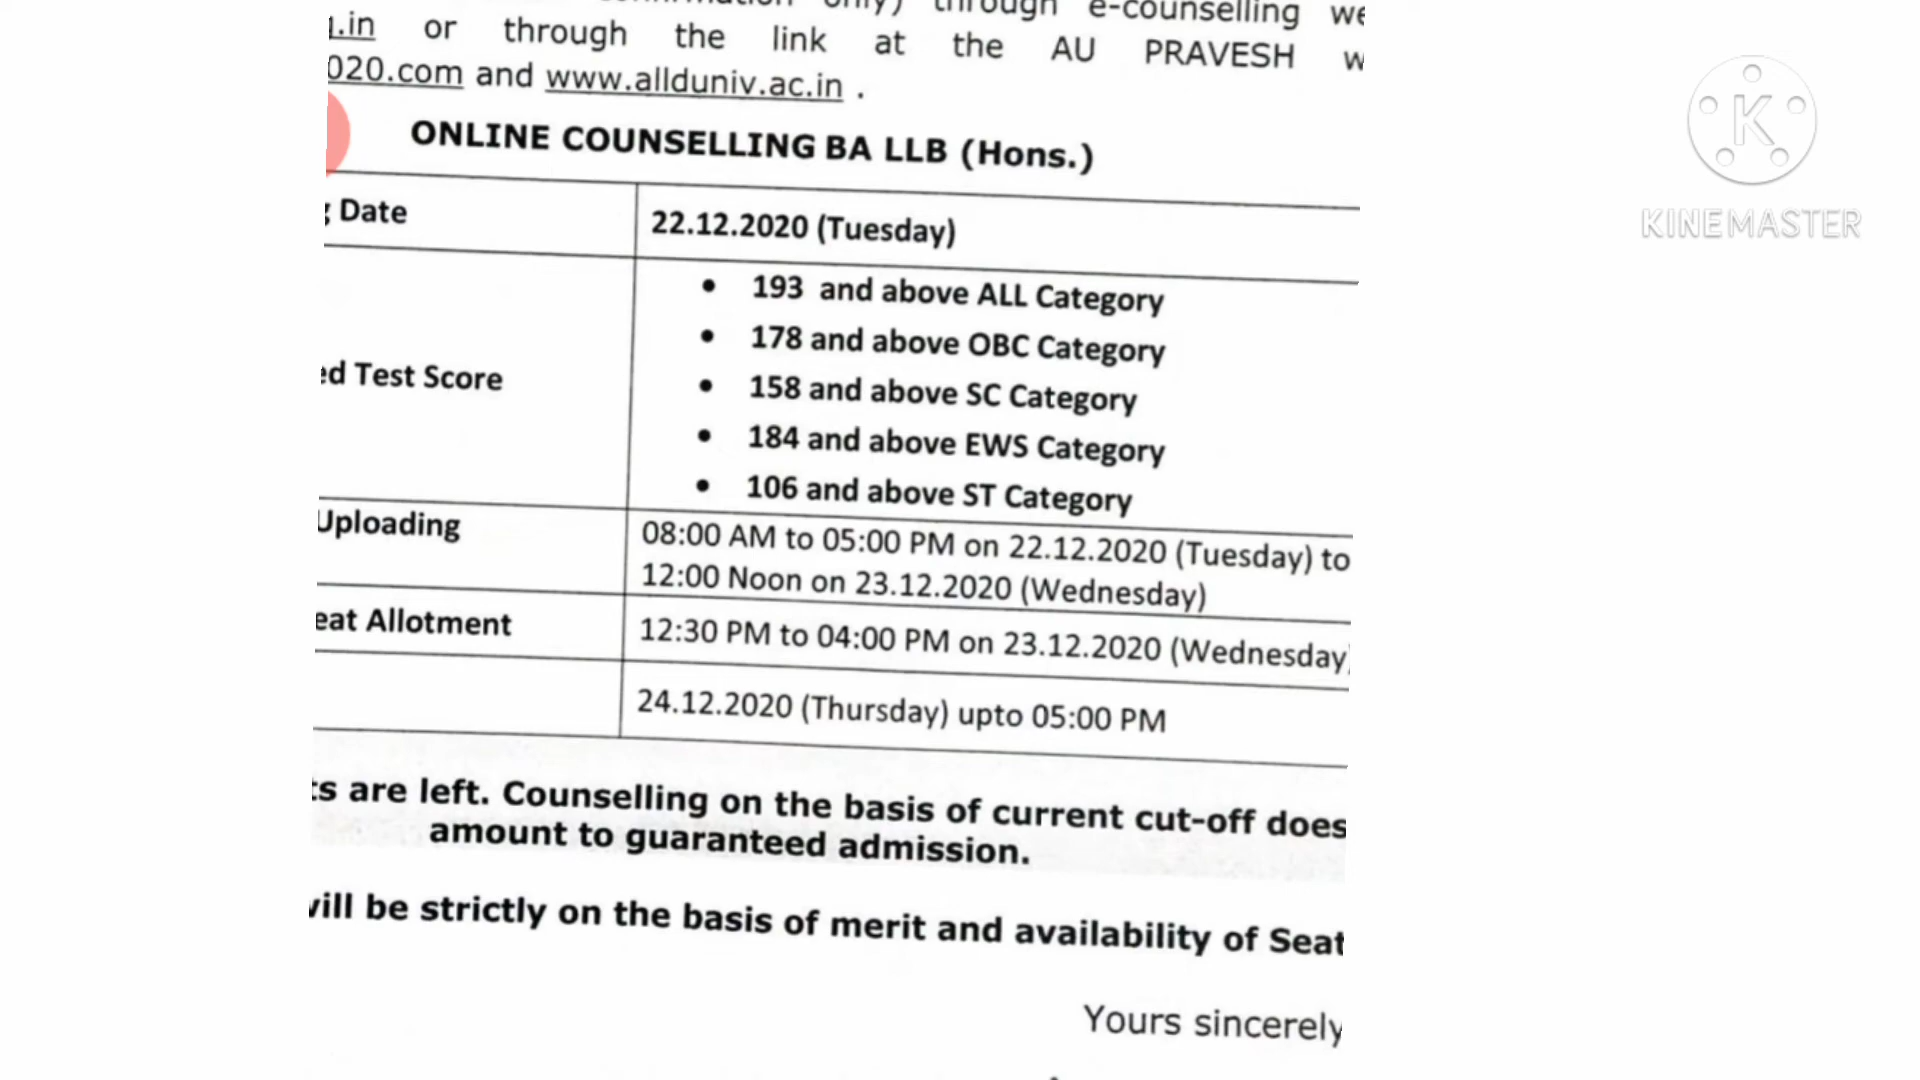 only) through e-counselling
.in or through the link at the AU PRAVESH
020.com and www.allduniv.ac.in .
ONLINE COUNSELLING BA LLB (Hons.)
Date
22.12.2020 (Tuesday)
• 193 and above ALL Category
• 178 and above OBC Category
ed Test Score
• 158 and above SC Category
• 184 and above EWS Category
• 106 and above ST Category
Uploading
08:00 AM to 05:00 PM on 22.12.2020 (Tuesday) to
12:00 Noon on 23.12.2020 (Wednesday)
eat Allotment
12:30 PM to 04:00 PM on 23.12.2020 (Wednesday)
24.12.2020 (Thursday) upto 05:00 PM
ts are left. Counselling on the basis of current cut-off does
amount to guaranteed admission.
will be strictly on the basis of merit and availability of Seat
Yours sincerely
K
KINEMASTER